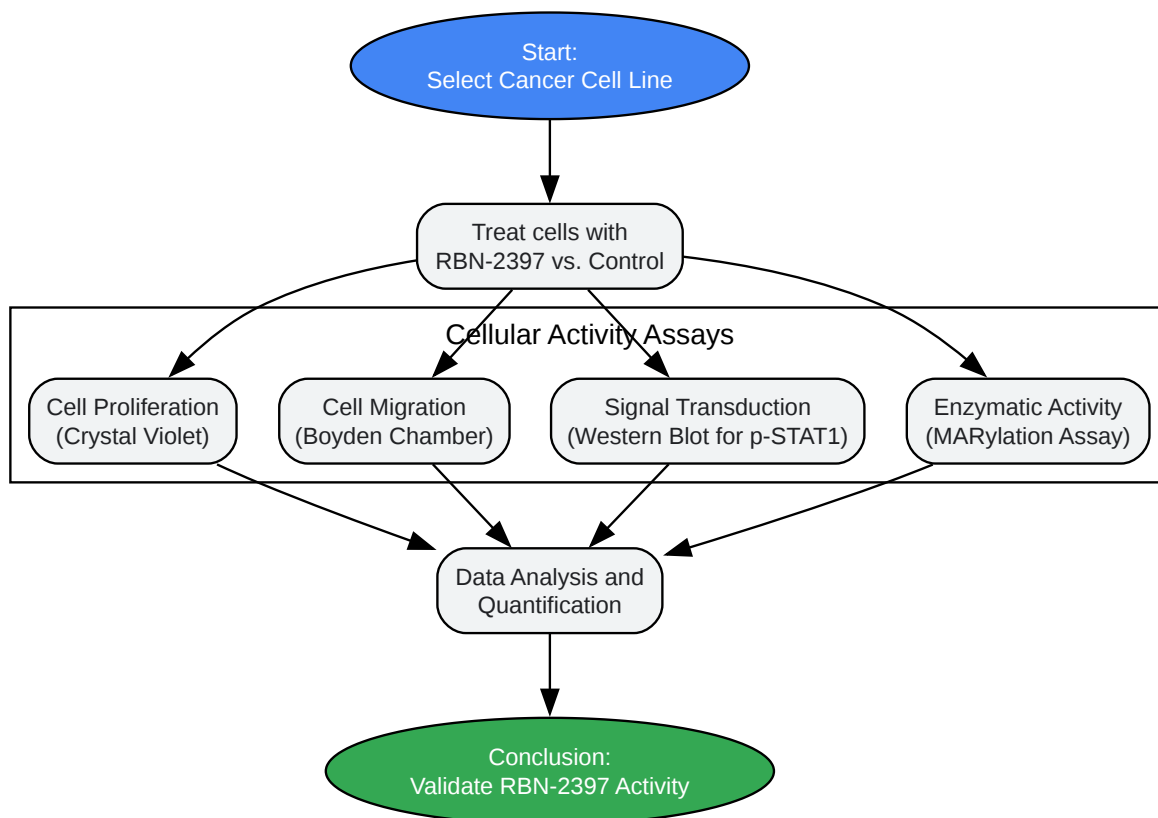 Start:
Select Cancer Cell Line
Treat cells with
RBN-2397 vs. Control
Cellular Activity Assays
Cell Proliferation
(Crystal Violet)
Cell Migration
(Boyden Chamber)
Signal Transduction
(Western Blot for p-STAT1)
Enzymatic Activity
(MARylation Assay)
Data Analysis and
Quantification
Conclusion:
Validate RBN-2397 Activity